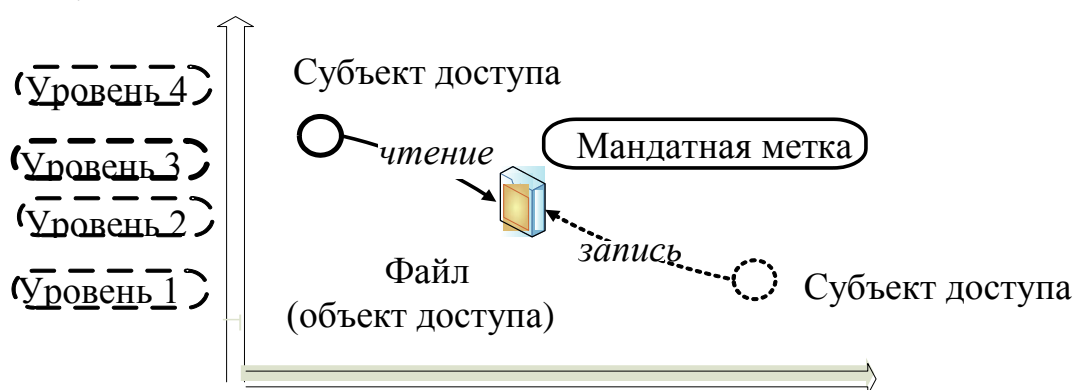 Субъект доступа
Уровень 4
чтение
Мандатная метка
Уровень 3
Уровень 2
запись
Файл
(объект доступа)
Уровень 1
Субъект доступа